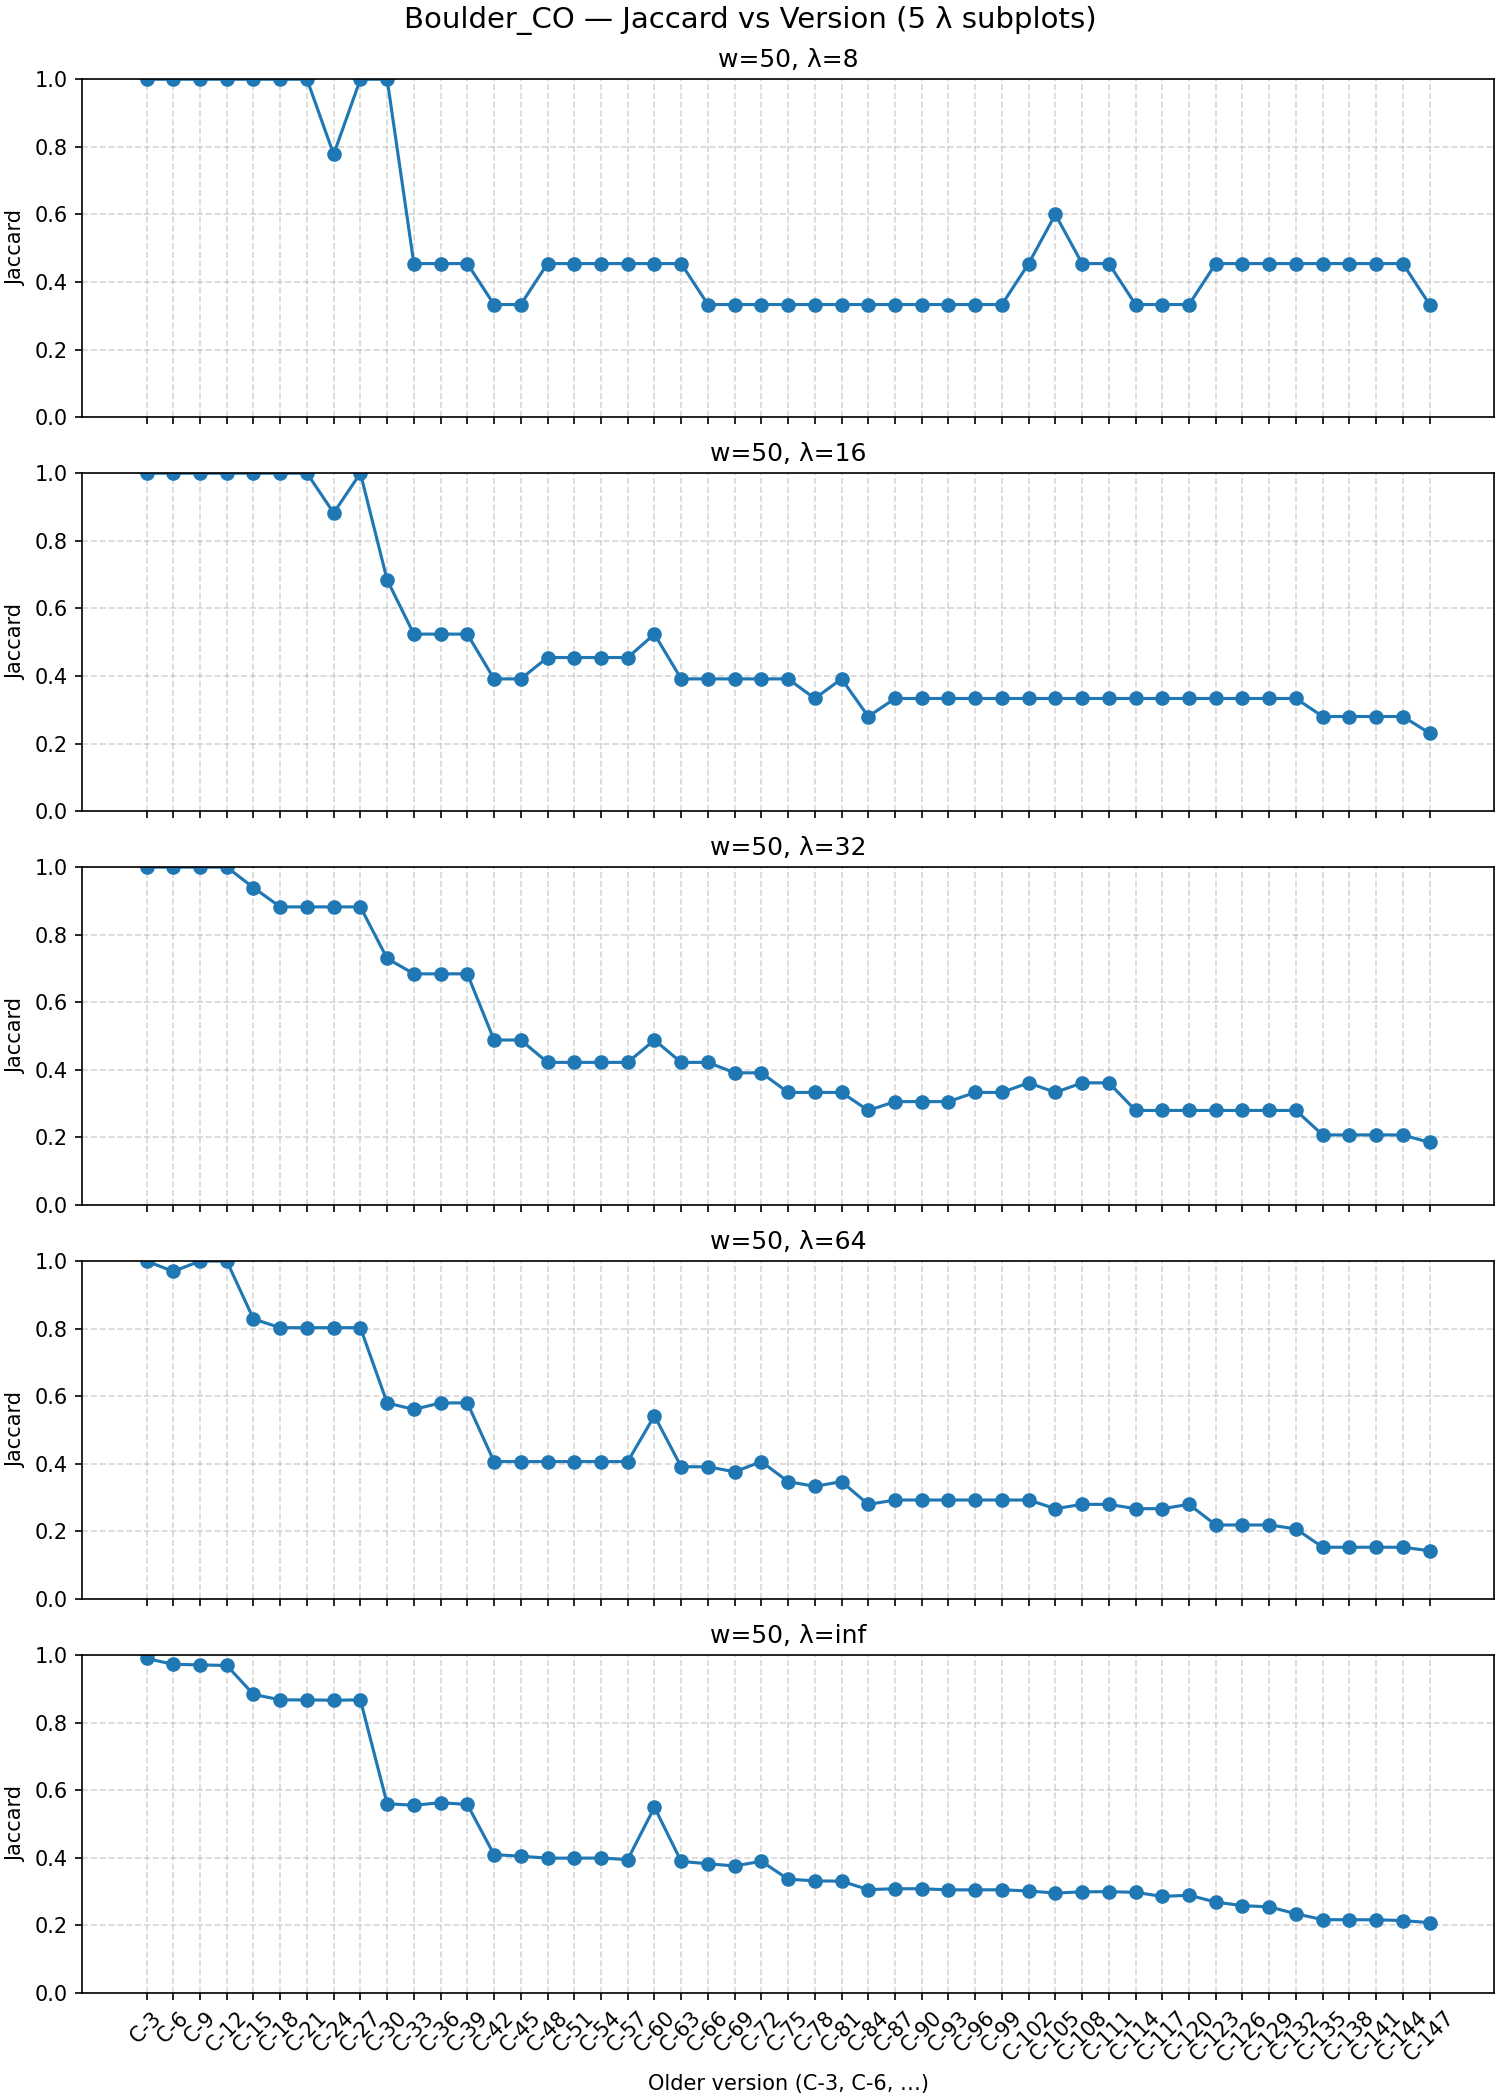 Boulder_CO — Jaccard vs Version (5 λ subplots)
w=50, λ=8
1.0
0.8
0.6
0.4
0.2
0.0
Jaccard
w=50, λ=16
1.0
0.8
0.6
0.4
0.2
0.0
Jaccard
w=50, λ=32
1.0
0.8
0.6
0.4
0.2
0.0
Jaccard
w=50, λ=64
1.0
0.8
0.6
0.4
0.2
0.0
Jaccard
w=50, λ=inf
1.0
0.8
0.6
0.4
0.2
0.0
Jaccard
C-3 C-6 C-9 C-12 C-15 C-18 C-21 C-24 C-27 C-30 C-33 C-36 C-39 C-42 C-45 C-48 C-51 C-54 C-57 C-60 C-63 C-66 C-69 C-72 C-75 C-78 C-81 C-84 C-87 C-90 C-93 C-96 C-99 C-102 C-105 C-108 C-111 C-114 C-117 C-120 C-123 C-126 C-129 C-132 C-135 C-138 C-141 C-144 C-147
Older version (C-3, C-6, ...)